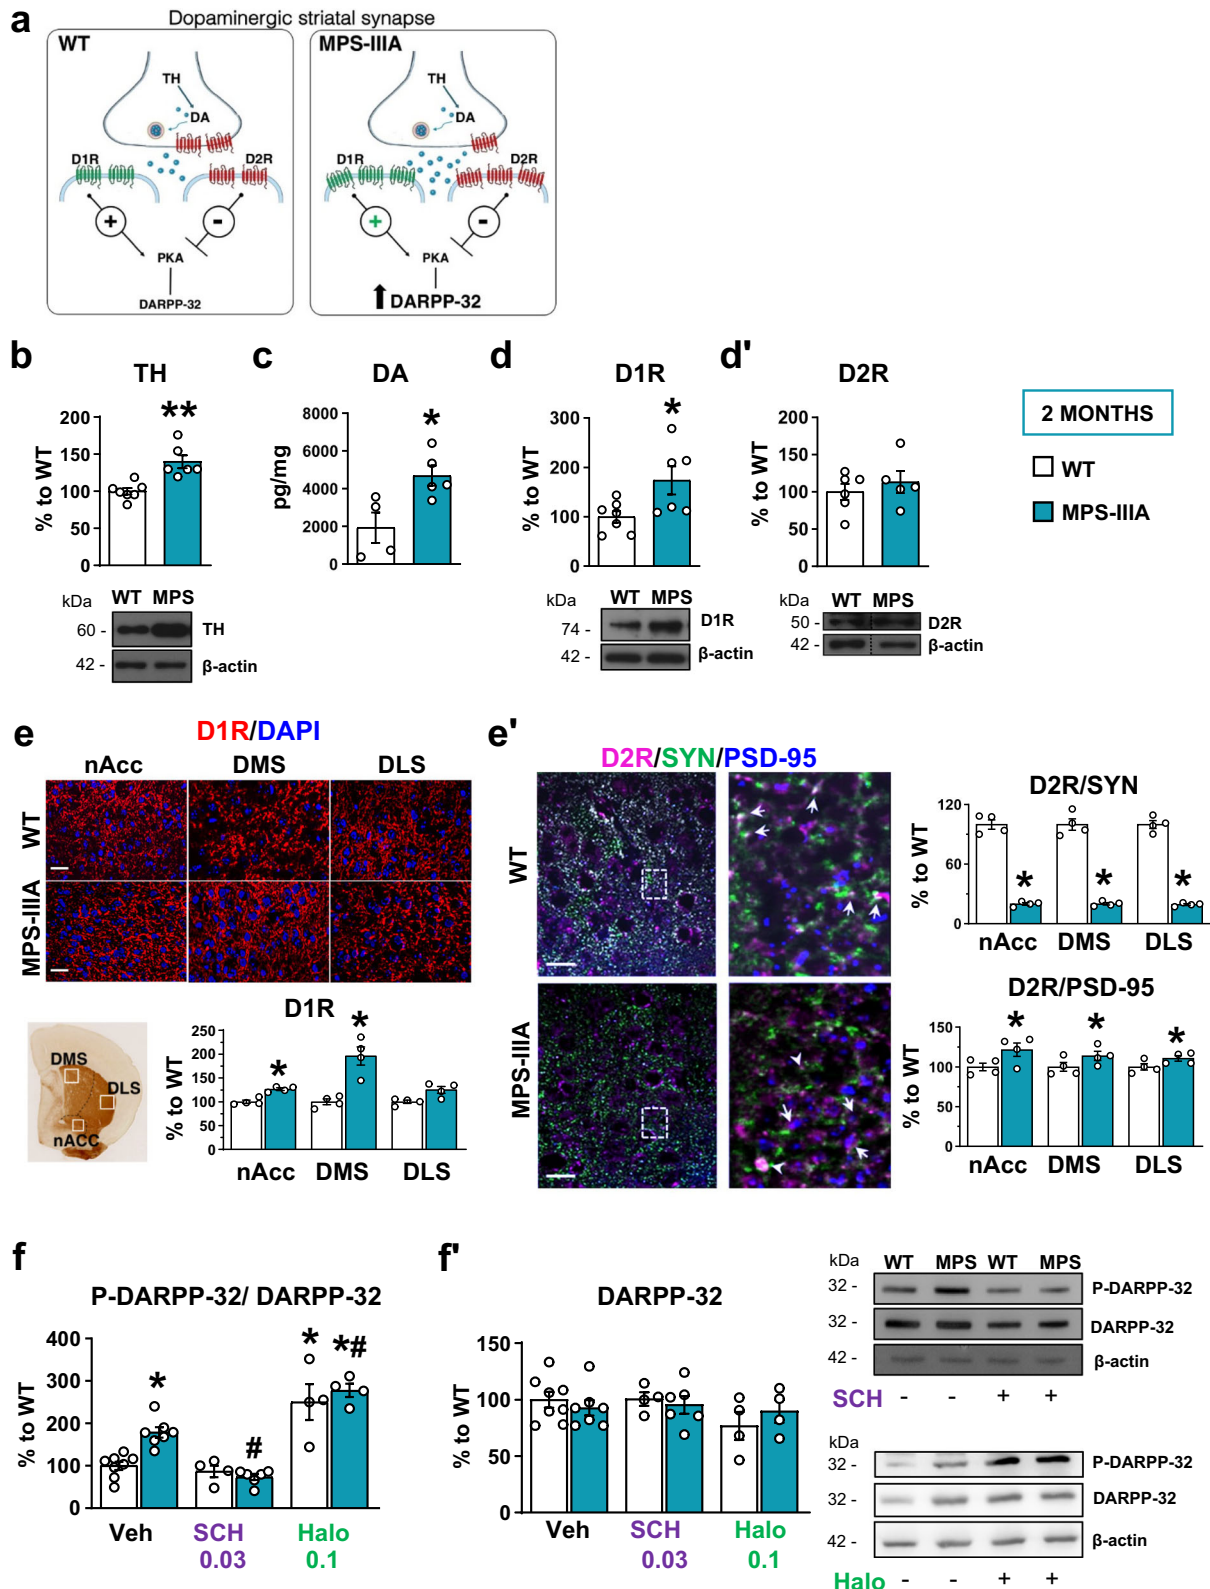 a
Dopaminergic striatal synapse
WT
TH
DA
D1R
D2R
+
-
PKA
DARPP-32
MPS-IIIA
TH
DA
D1R
D2R
+
-
PKA
DARPP-32
b
TH
**
% to WT
200
150
100
50
0
kDa
WT MPS
60 -
TH
42 -
β-actin
c
DA
*
pg/mg
8000
6000
4000
2000
0
d
D1R
*
% to WT
300
200
100
0
kDa
WT MPS
74 -
D1R
42 -
β-actin
d'
D2R
% to WT
200
150
100
50
0
kDa
WT MPS
50 -
D2R
42 -
β-actin
2 MONTHS
WT
MPS-IIIA
e
D1R/DAPI
nAcc DMS DLS
WT
MPS-IIIA
DMS
DLS
nACC
D1R
% to WT
250
200
150
100
50
0
*
*
nAcc DMS DLS
e'
D2R/SYN/PSD-95
WT
MPS-IIIA
D2R/SYN
% to WT
120
60
0
* * *
nAcc DMS DLS
D2R/PSD-95
% to WT
150
100
50
0
* * *
nAcc DMS DLS
f
P-DARPP-32/ DARPP-32
% to WT
400
300
200
100
0
* # * *#
Veh SCH Halo
0.03 0.1
f'
DARPP-32
% to WT
150
100
50
0
Veh SCH Halo
0.03 0.1
kDa WT MPS WT MPS
32 - P-DARPP-32
32 - DARPP-32
42 - β-actin
SCH - - + +
kDa
32 - P-DARPP-32
32 - DARPP-32
42 - β-actin
Halo - - + +